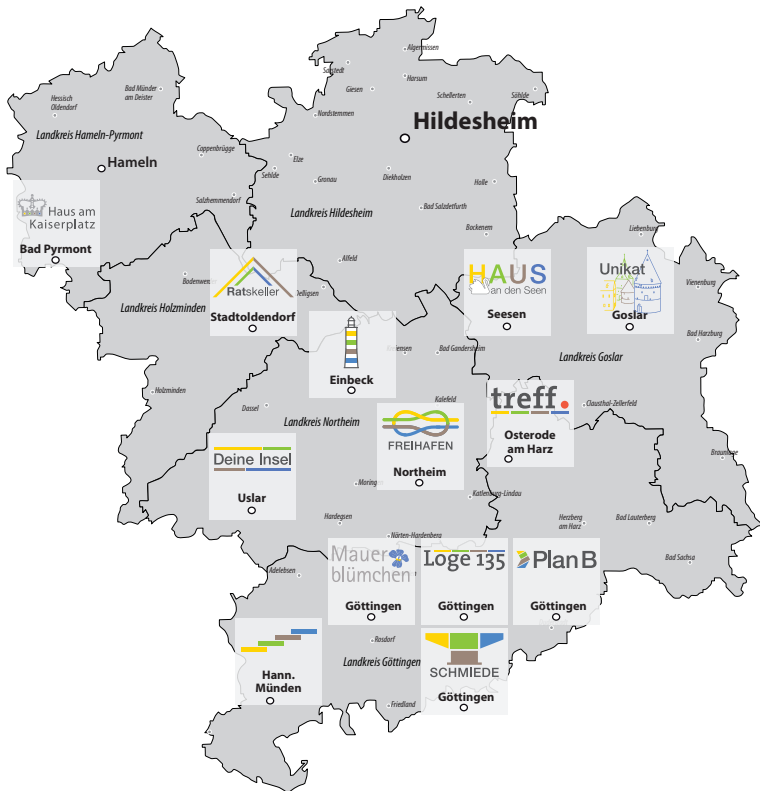 Algermissen
Sarstedt
Harsum
Giesen
Schellerten
Söhlde
Bad Münder
am Deister
Hessisch
Oldendorf
Nordstemmen
Hildesheim
Landkreis Hameln-Pyrmont
Coppenbrügge
Elze
Sehlde
Hameln
Diekholzen
Gronau
Holle
Salzhemmendorf
Bad Salzdetfurth
Landkreis Hildesheim
Haus am
Kaiserplatz
Bad Pyrmont
Bockenem
Liebenburg
Alfeld
Bodenwerder
Ratskeller
Stadtoldendorf
Delligsen
HAUS
an den Seen
Seesen
Unikat
Goslar
Vienenburg
Landkreis Holzminden
Bad Harzburg
Einbeck
Bad Gandersheim
Landkreis Goslar
Holzminden
Kalefeld
treff.
Clausthal-Zellerfeld
Dassel
Landkreis Northeim
Osterode
am Harz
FREIHAFEN
Northeim
Deine Insel
Uslar
Braunlage
Moringen
Katlenburg-Lindau
Hardegsen
Herzberg
am Harz
Bad Lauterberg
Nörten-Hardenberg
Mauer
blümchen
Göttingen
Loge 135
Göttingen
Plan B
Göttingen
Bad Sachsa
Adelebsen
Rosdorf
Landkreis Göttingen
SCHMIEDE
Göttingen
Hann.
Münden
Friedland